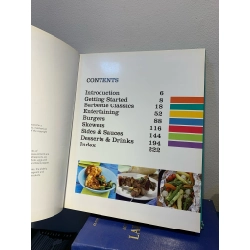 CONTENTS
Introduction 6
Getting Started 8
Barbecue Classics 18
Entertaining 52
Burgers 88
Skewers 116
Sides & Sauces 144
Desserts & Drinks 194
Index 222
LA